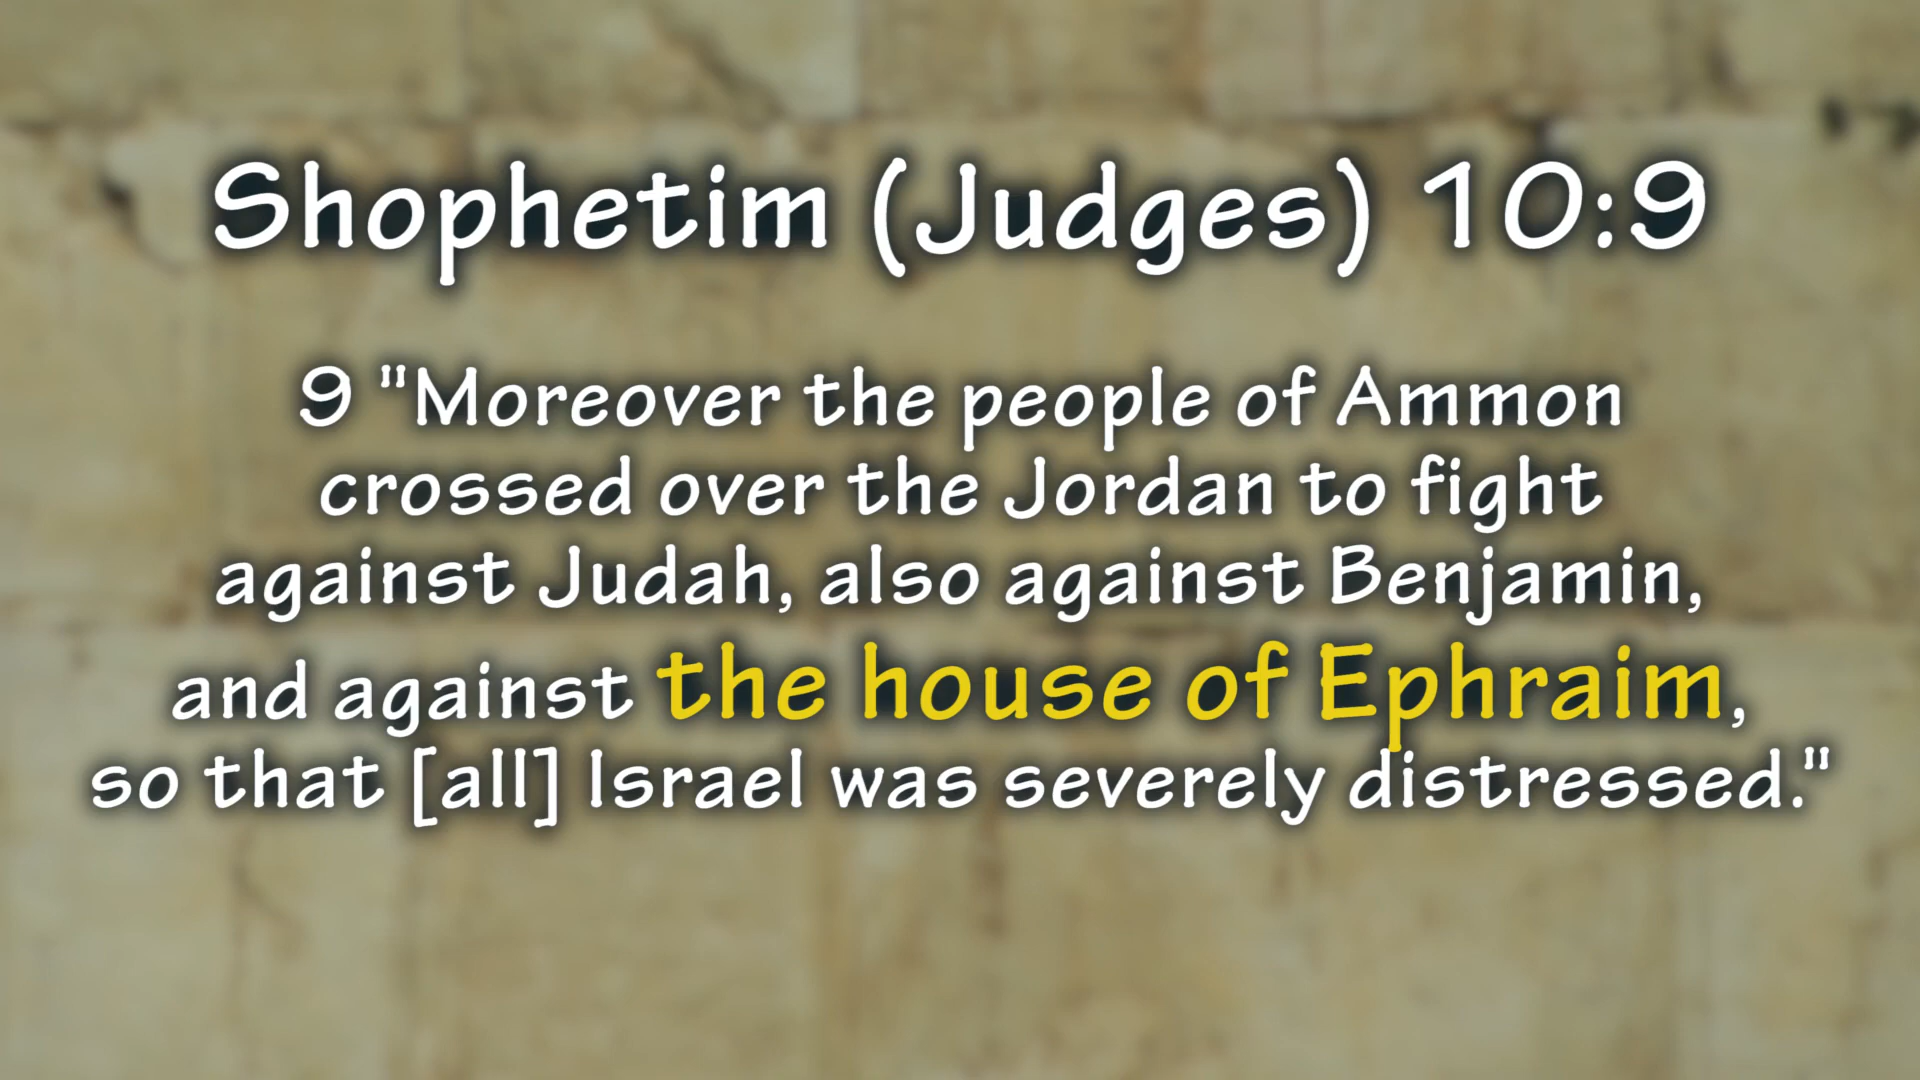 Shophetim (Judges) 10:9
9 "Moreover the people of Ammon
crossed over the Jordan to fight
against Judah, also against Benjamin,
and against the house of Ephraim,
so that [all] Israel was severely distressed."